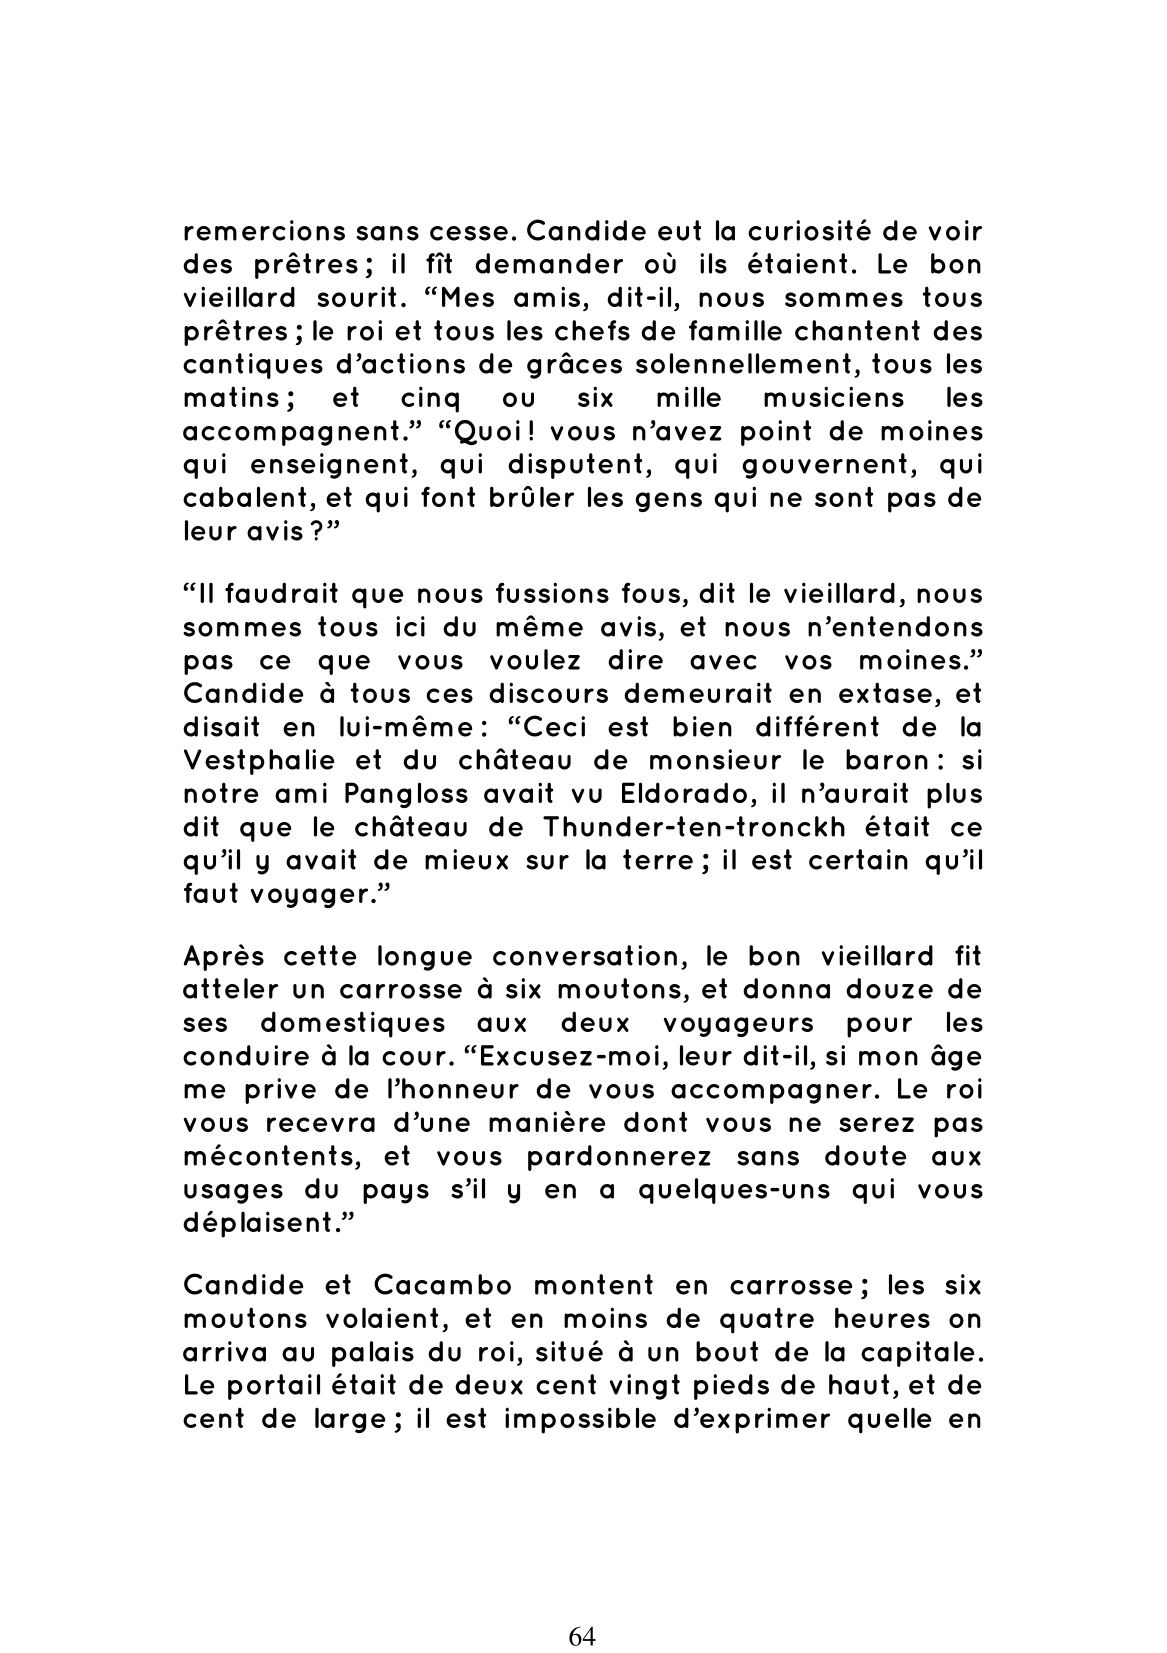 remercions sans cesse. Candide eut la curiosité de voir
des prêtres ; il fît demander où ils étaient. Le bon
vieillard sourit. “Mes amis, dit-il, nous sommes tous
prêtres ; le roi et tous les chefs de famille chantent des
cantiques d’actions de grâces solennellement, tous les
matins ; et cinq ou six mille musiciens les
accompagnent.” “Quoi ! vous n’avez point de moines
qui enseignent, qui disputent, qui gouvernent, qui
cabalent, et qui font brûler les gens qui ne sont pas de
leur avis ?”
“Il faudrait que nous fussions fous, dit le vieillard, nous
sommes tous ici du même avis, et nous n’entendons
pas ce que vous voulez dire avec vos moines.”
Candide à tous ces discours demeurait en extase, et
disait en lui-même : “Ceci est bien différent de la
Vestphalie et du château de monsieur le baron : si
notre ami Pangloss avait vu Eldorado, il n’aurait plus
dit que le château de Thunder-ten-tronckh était ce
qu’il y avait de mieux sur la terre ; il est certain qu’il
faut voyager.”
Après cette longue conversation, le bon vieillard fit
atteler un carrosse à six moutons, et donna douze de
ses domestiques aux deux voyageurs pour les
conduire à la cour. “Excusez-moi, leur dit-il, si mon âge
me prive de l’honneur de vous accompagner. Le roi
vous recevra d’une manière dont vous ne serez pas
mécontents, et vous pardonnerez sans doute aux
usages du pays s’il y en a quelques-uns qui vous
déplaisent.”
Candide et Cacambo montent en carrosse ; les six
moutons volaient, et en moins de quatre heures on
arriva au palais du roi, situé à un bout de la capitale.
Le portail était de deux cent vingt pieds de haut, et de
cent de large ; il est impossible d’exprimer quelle en
64